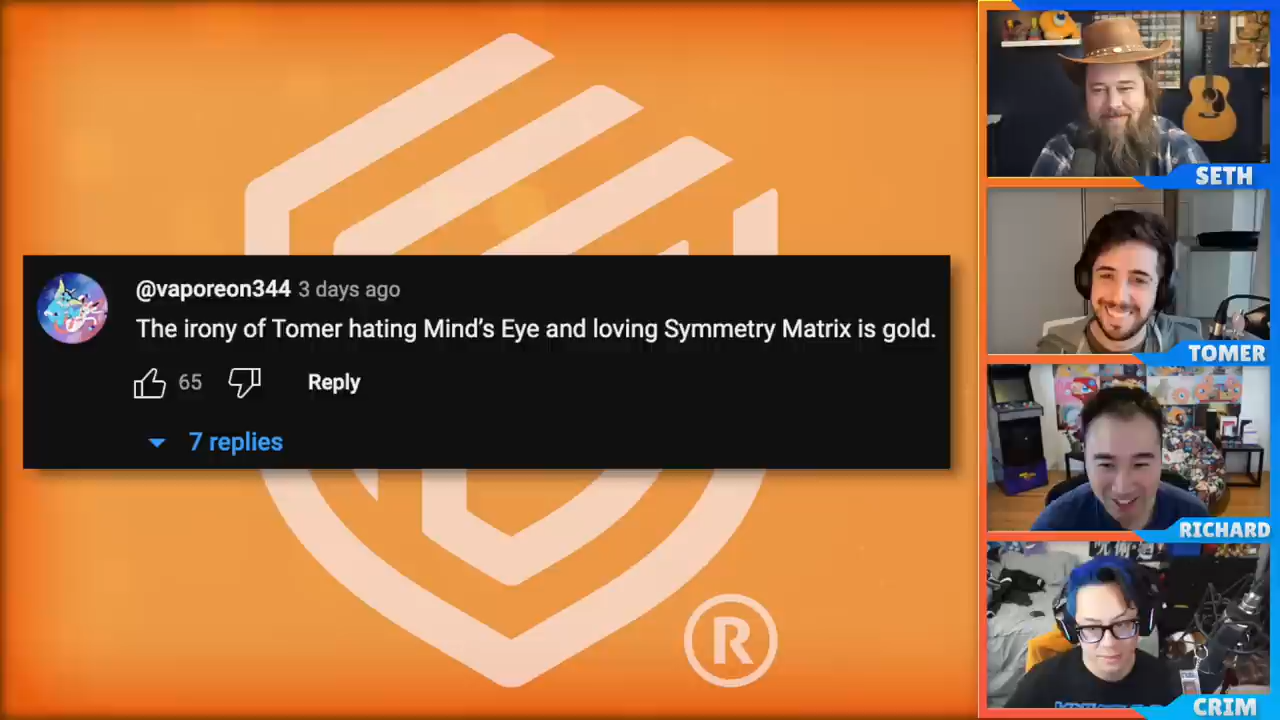 @vaporeon344 3 days ago
The irony of Tomer hating Mind's Eye and loving Symmetry Matrix is gold.
65
Reply
7 replies
®
SETH
TOMER
RICHARD
CRIM